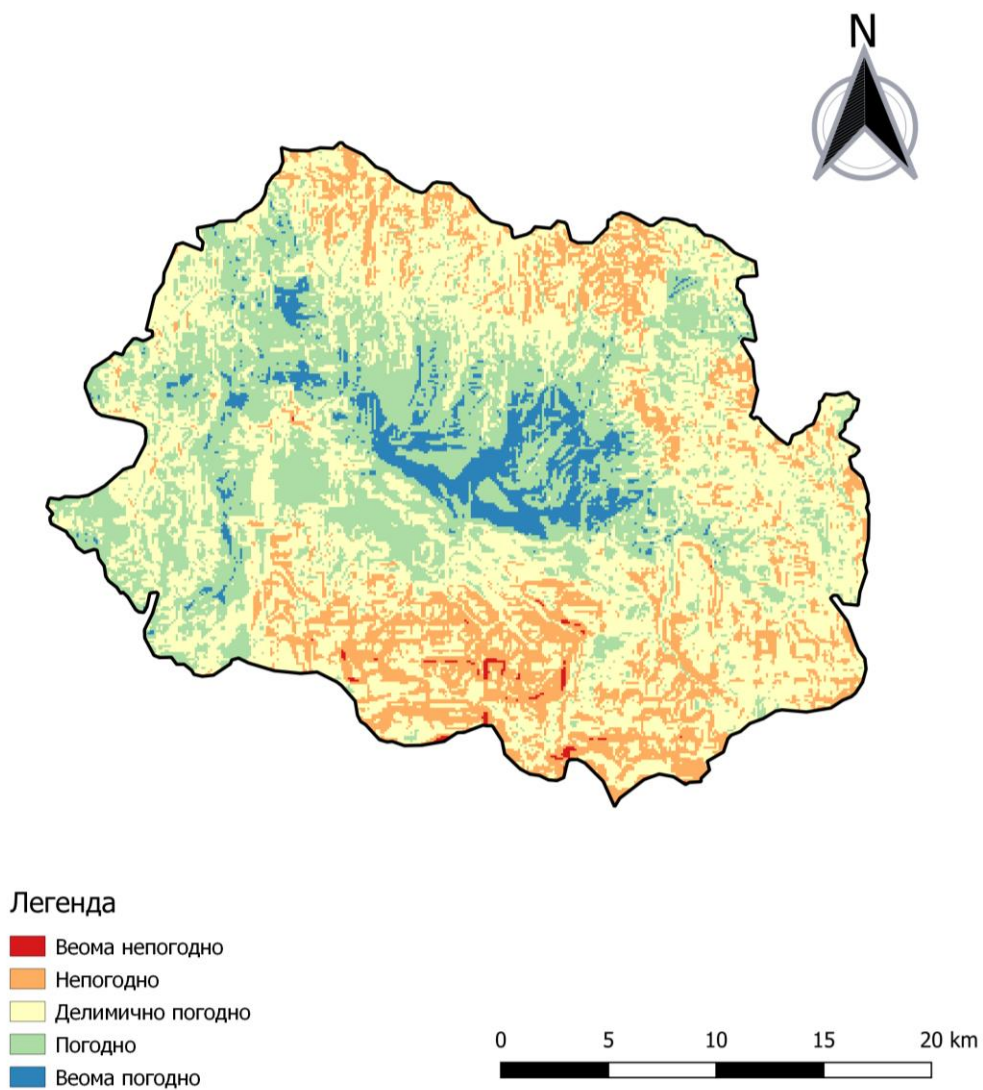 N
Легенда
Веома непогодно
Непогодно
Делимично погодно
Погодно
Веома погодно
0 5 10 15 20 km